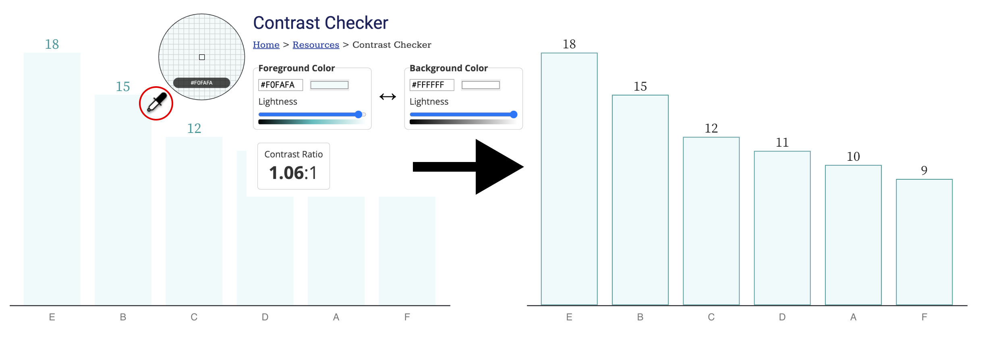 Contrast Checker
Home > Resources > Contrast Checker
Foreground Color
#F0FAFA
Lightness
Background Color
#FFFFFF
Lightness
Contrast Ratio
1.06:1
#F0FAFA
18
15
12
E B C D A F
18
15
12
11
10
9
E B C D A F